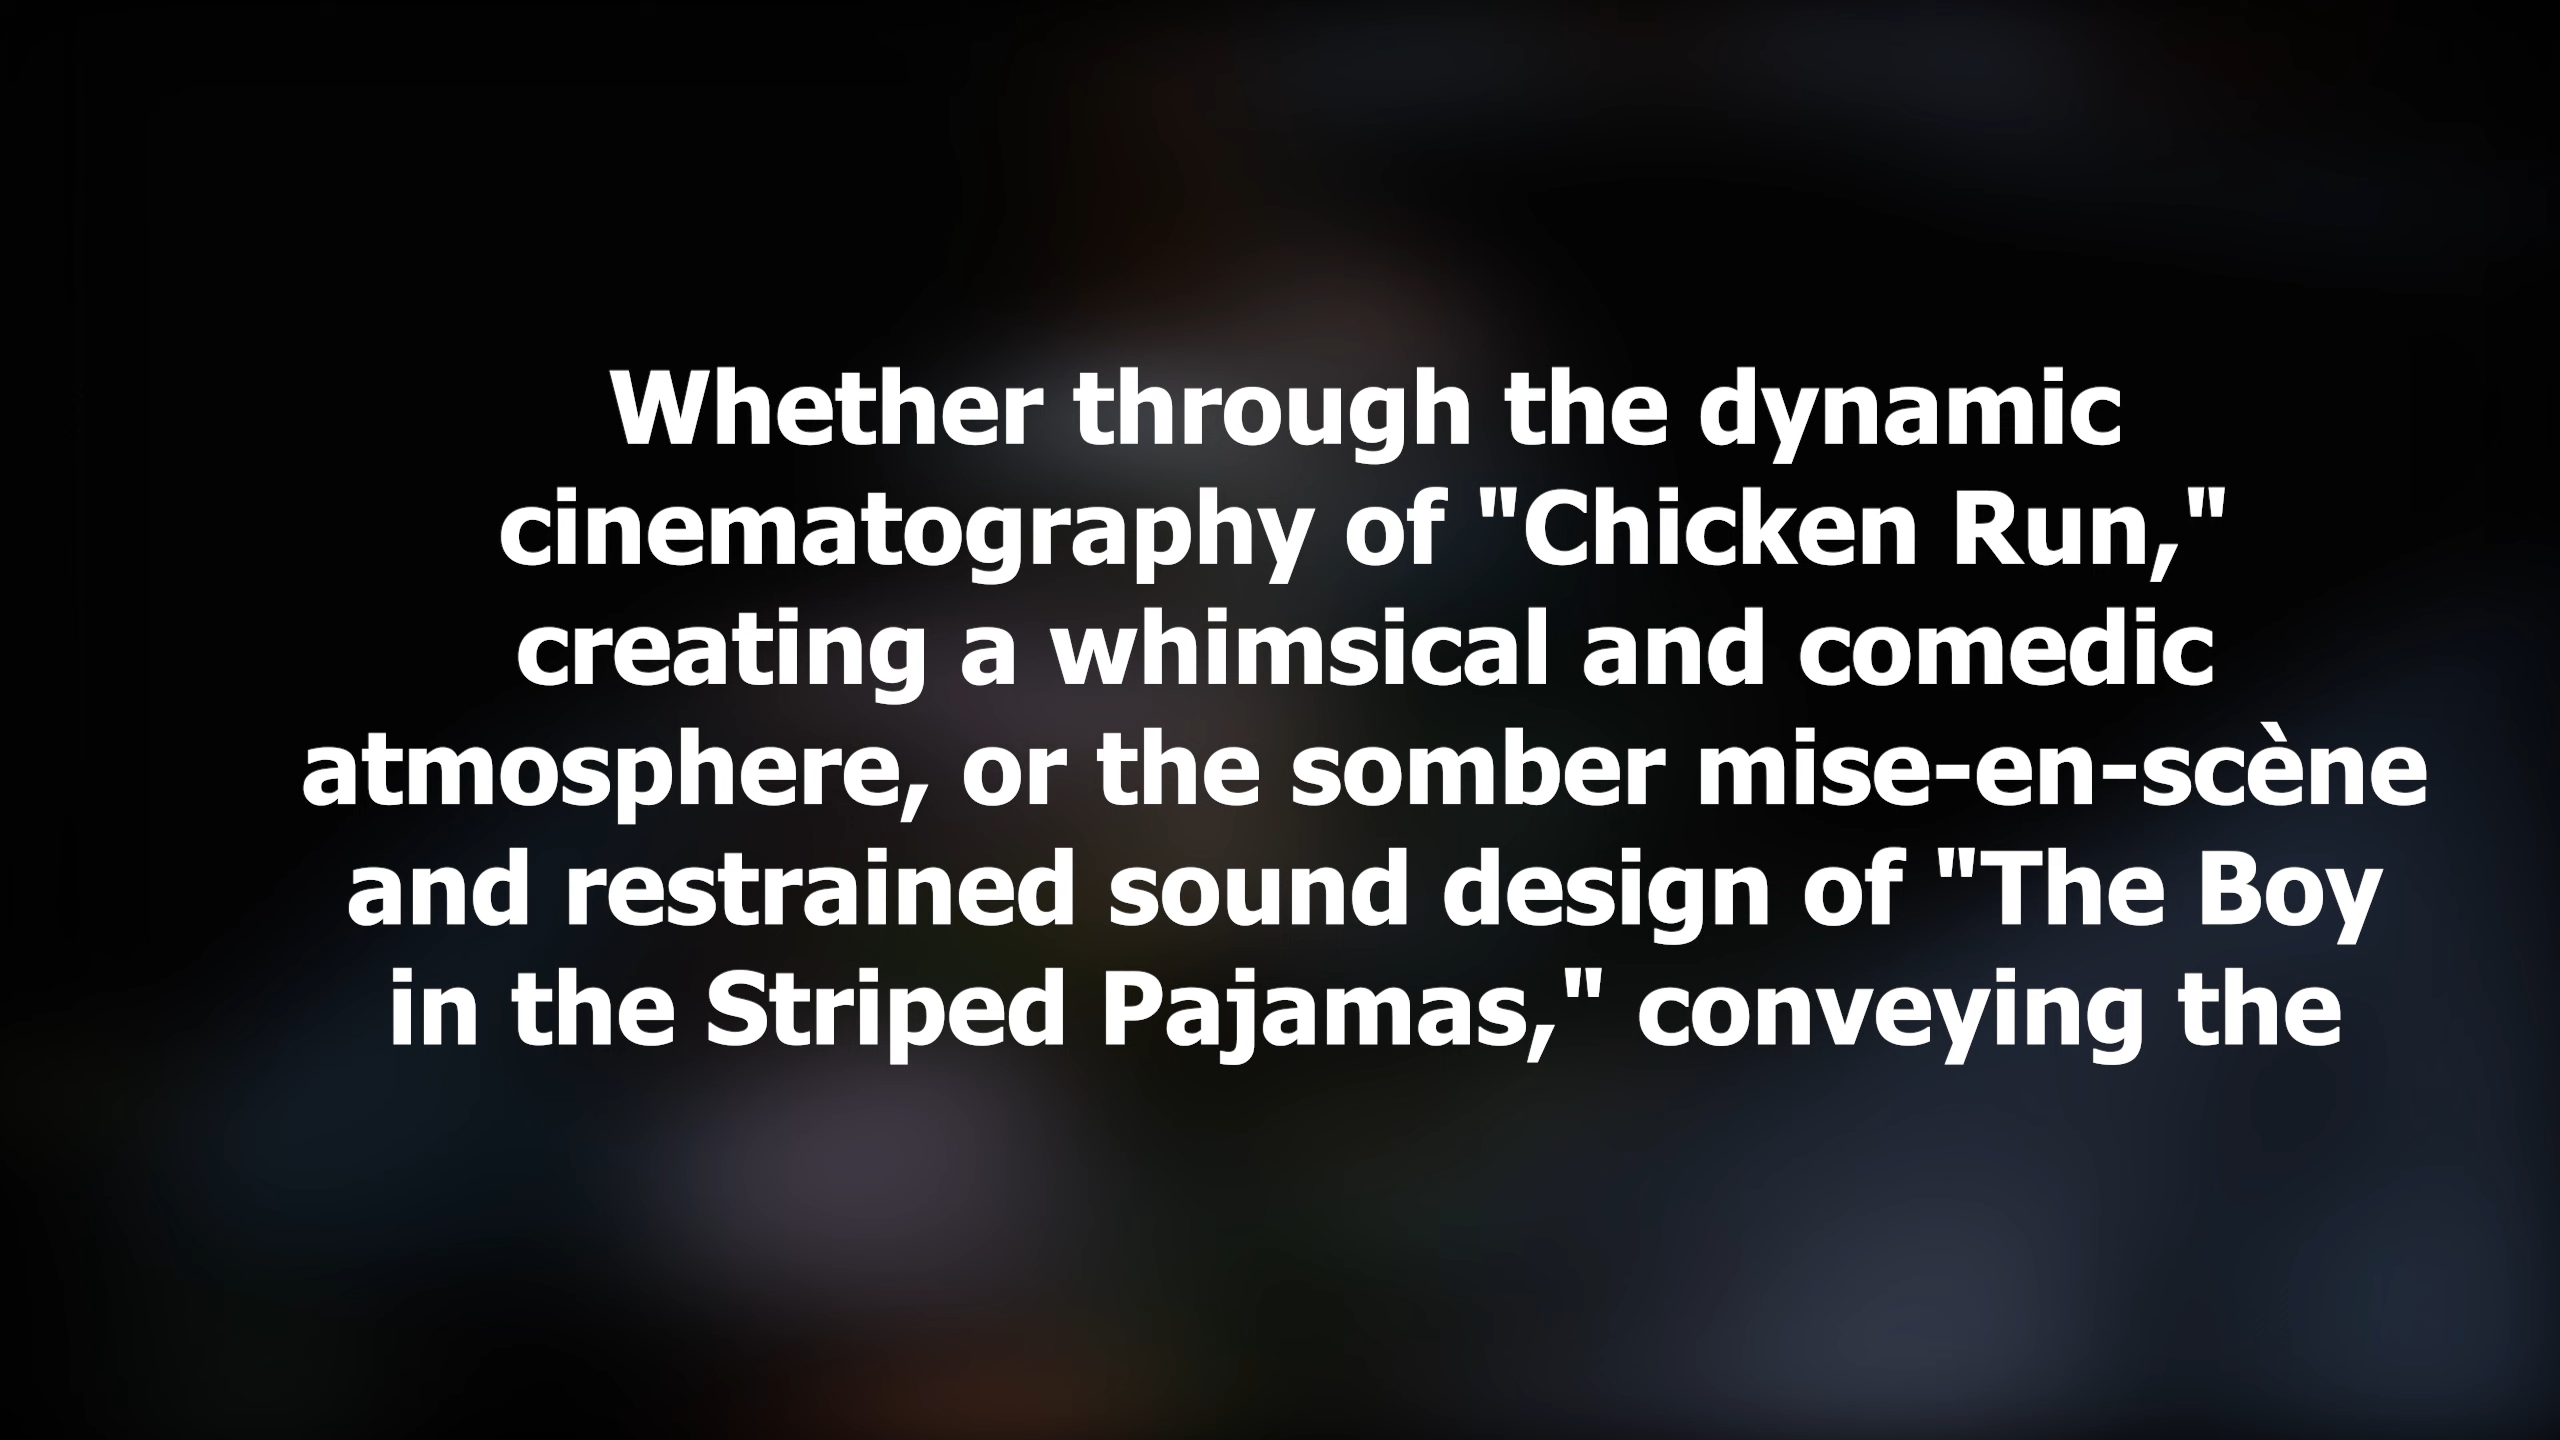 Whether through the dynamic
cinematography of "Chicken Run,"
creating a whimsical and comedic
atmosphere, or the somber mise-en-scène
and restrained sound design of "The Boy
in the Striped Pajamas," conveying the